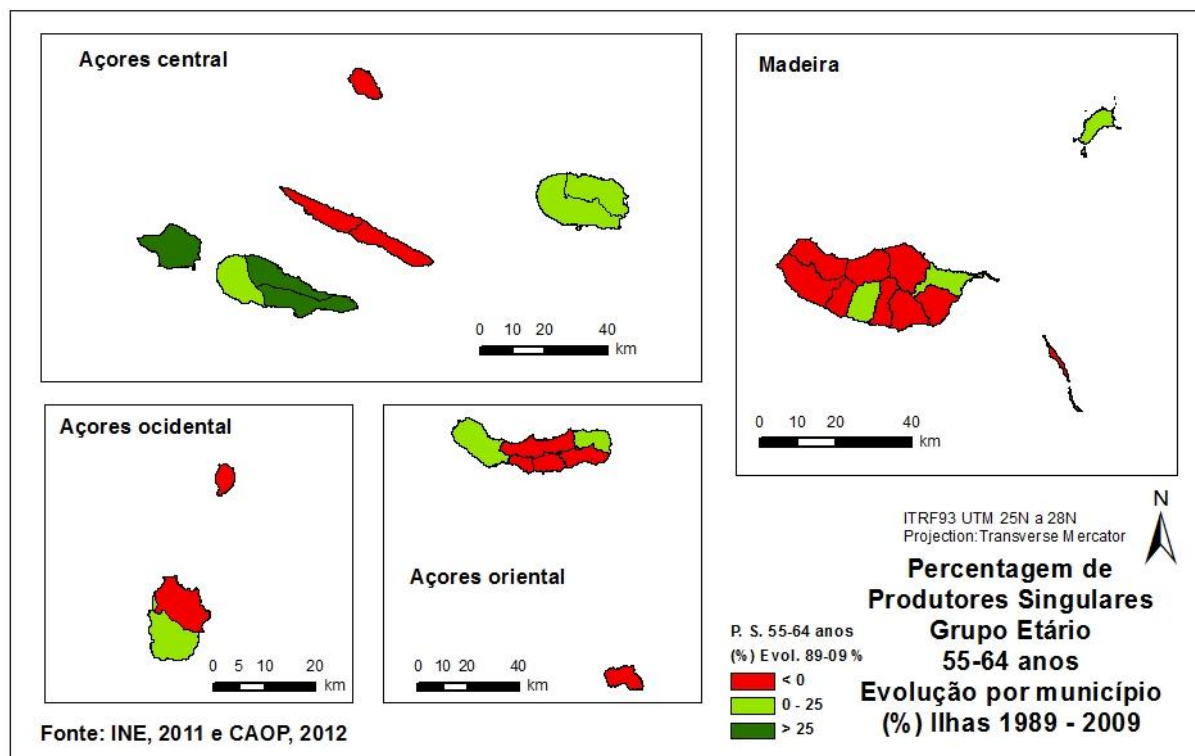 Açores central
0 10 20 40
km
Madeira
0 10 20 40
km
Açores ocidental
0 5 10 20
km
Açores oriental
0 10 20 40
km
N
ITRF93 UTM 25N a 28N
Projection: Transverse Mercator
Percentagem de
Produtores Singulares
Grupo Etário
55-64 anos
Evolução por município
(%) Ilhas 1989 - 2009
P. S. 55-64 anos
(%) Evol. 89-09 %
< 0
0 - 25
> 25
Fonte: INE, 2011 e CAOP, 2012